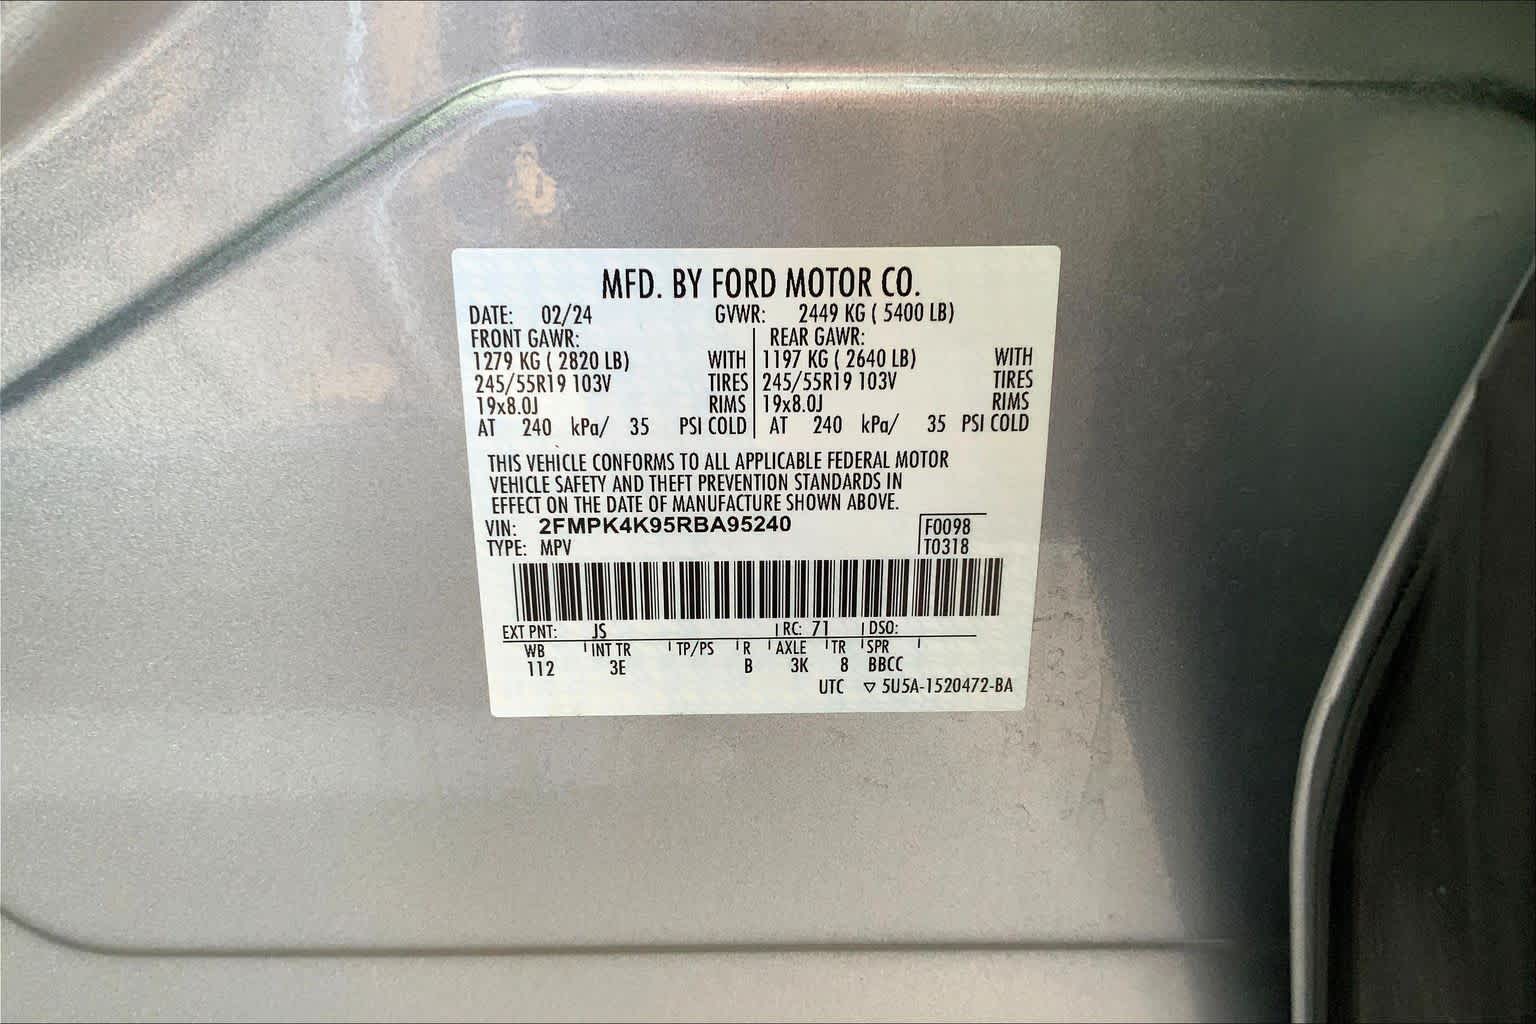 MFD. BY FORD MOTOR CO.
DATE: 02/24 GVWR: 2449 KG ( 5400 LB)
FRONT GAWR: REAR GAWR:
1279 KG ( 2820 LB) WITH 1197 KG ( 2640 LB) WITH
245/55R19 103V TIRES 245/55R19 103V TIRES
19x8.0J RIMS 19x8.0J RIMS
AT 240 kPa/ 35 PSI COLD AT 240 kPa/ 35 PSI COLD
THIS VEHICLE CONFORMS TO ALL APPLICABLE FEDERAL MOTOR
VEHICLE SAFETY AND THEFT PREVENTION STANDARDS IN
EFFECT ON THE DATE OF MANUFACTURE SHOWN ABOVE.
VIN: 2FMPK4K95RBA95240 F0098
TYPE: MPV T0318
EXT PNT: JS RC: 71 DSO:
WB INT TR TP/PS R AXLE TR SPR
112 3E B 3K 8 BBCC
UTC ▽ 5U5A-1520472-BA